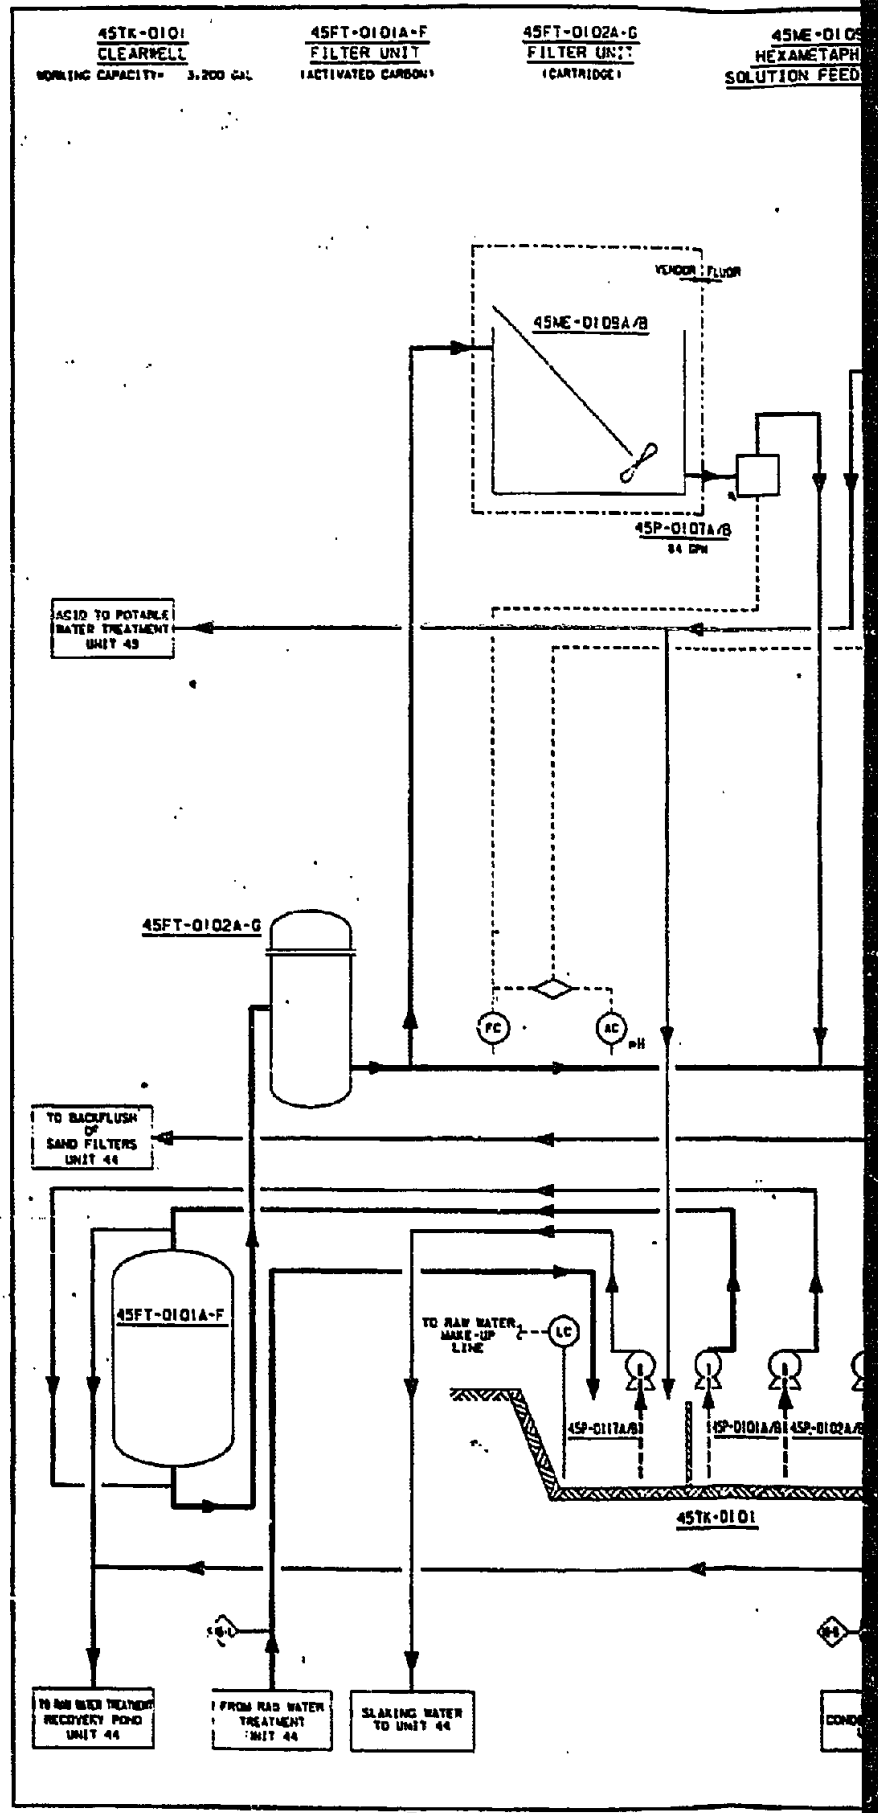 45TK-0101
CLEARWELL
WORKING CAPACITY= 3,200 GAL
45FT-0101A-F
FILTER UNIT
(ACTIVATED CARBON)
45FT-0102A-G
FILTER UNIT
(CARTRIDGE)
45ME-0109
HEXAMETAPH
SOLUTION FEED
VENDOR FLUOR
45ME-0109A/B
45P-0107A/B
GPM
ACID TO POTABLE
WATER TREATMENT
UNIT 49
45FT-0102A-G
FC
AC
pH
TO BACKFLUSH
OF
SAND FILTERS
UNIT 44
45FT-0101A-F
TO RAW WATER
MAKE-UP
LINE
LC
45P-0117A/B
45P-0101A/B
45P-0102A/B
45TK-0101
TO RAW WATER TREATMENT
RECOVERY POND
UNIT 44
FROM RAW WATER
TREATMENT
UNIT 44
SLAKING WATER
TO UNIT 44
COND